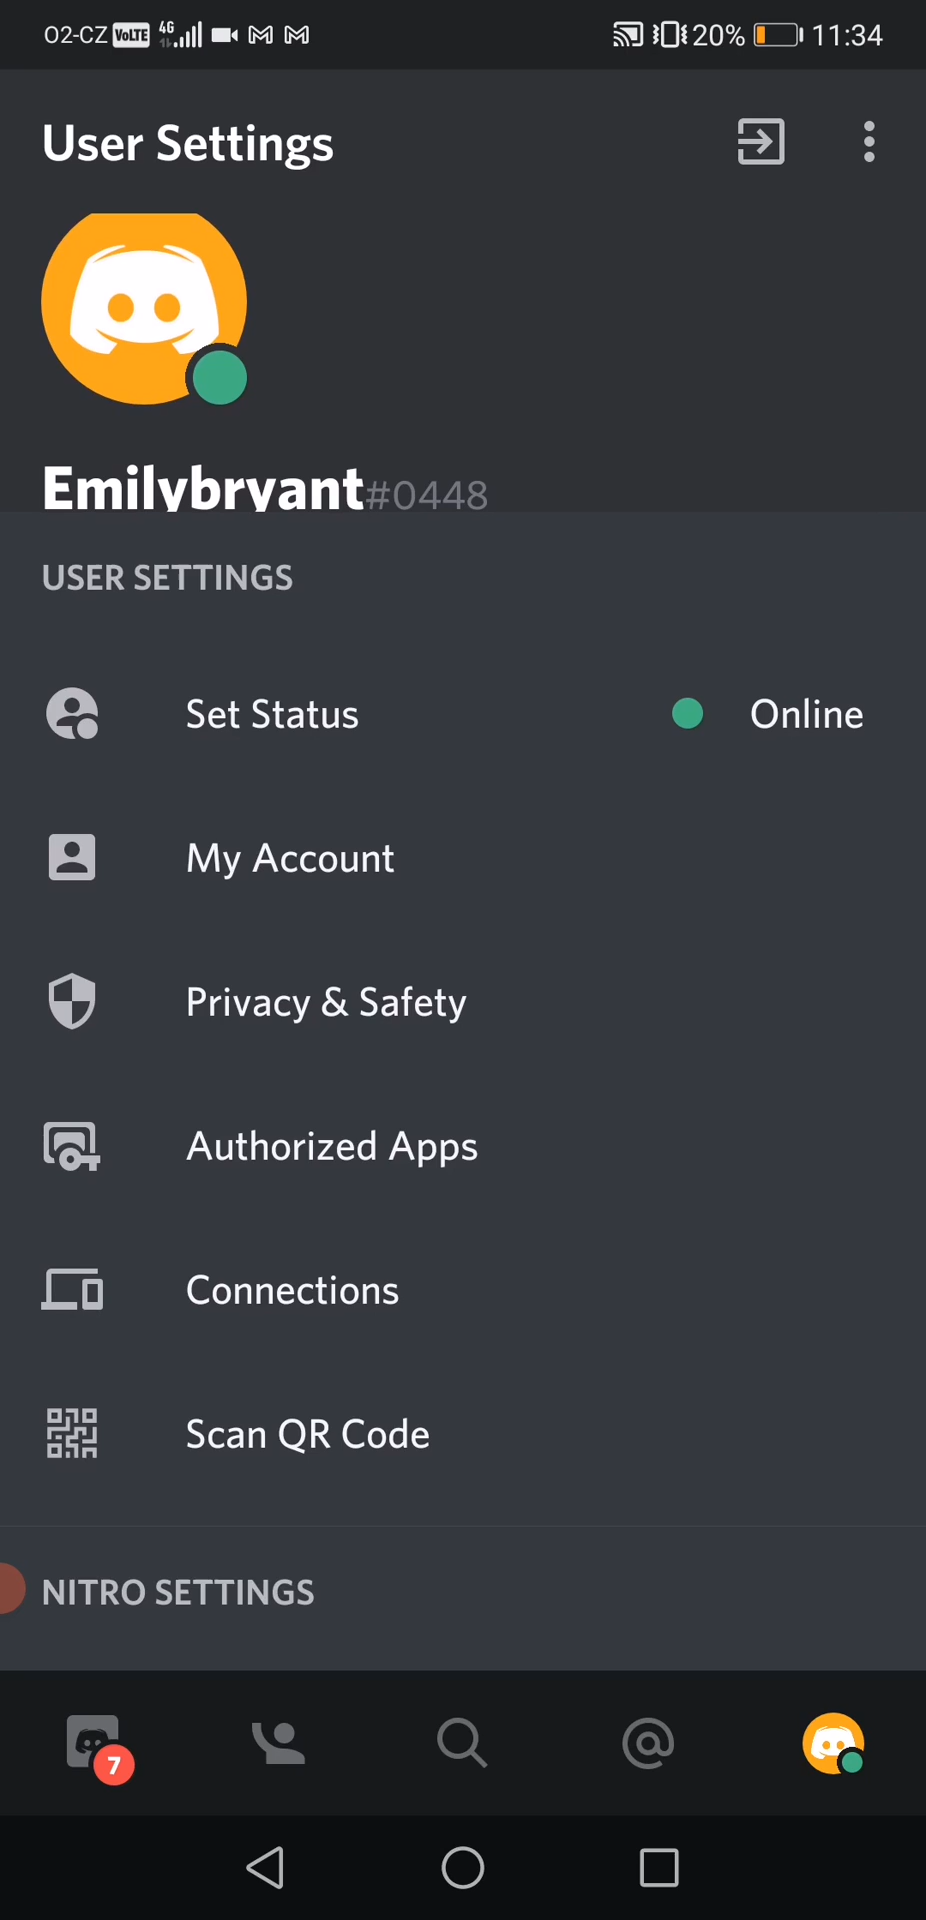 O2-CZ VoLTE 4G 20% 11:34
User Settings
Emilybryant#0448
USER SETTINGS
Set Status Online
My Account
Privacy & Safety
Authorized Apps
Connections
Scan QR Code
NITRO SETTINGS
7